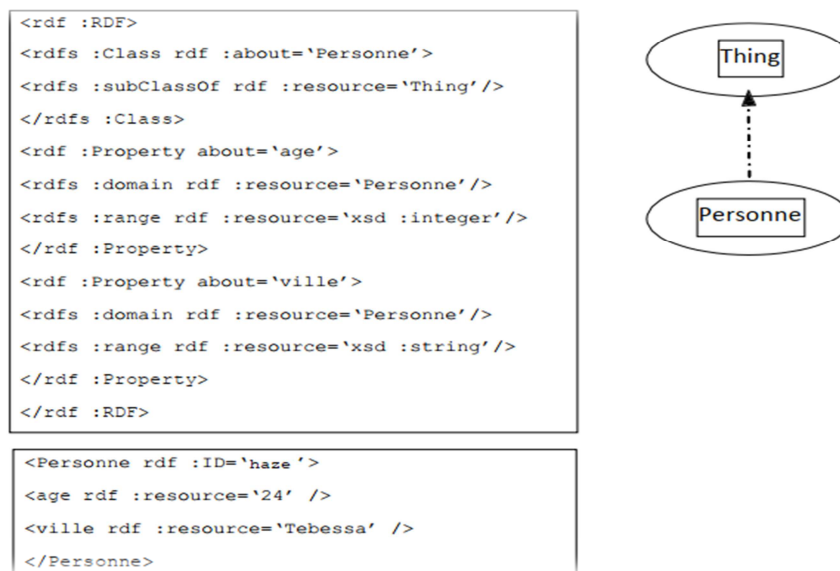 <rdf :RDF>
<rdfs :Class rdf :about=‘Personne’>
<rdfs :subClassOf rdf :resource=‘Thing’/>
</rdfs :Class>
<rdf :Property about=‘age’>
<rdfs :domain rdf :resource=‘Personne’/>
<rdfs :range rdf :resource=‘xsd :integer’/>
</rdf :Property>
<rdf :Property about=‘ville’>
<rdfs :domain rdf :resource=‘Personne’/>
<rdfs :range rdf :resource=‘xsd :string’/>
</rdf :Property>
</rdf :RDF>
<Personne rdf :ID=‘haze’>
<age rdf :resource=‘24’ />
<ville rdf :resource=‘Tebessa’ />
</Personne>
Thing
Personne